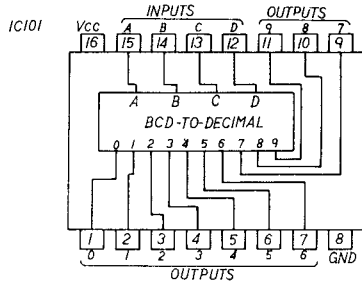 IC101
INPUTS
OUTPUTS
VCC A B C D 9 8 7
16 15 14 13 12 11 10 9
A B C D
BCD-TO-DECIMAL
0 1 2 3 4 5 6 7 8 9
1 2 3 4 5 6 7 8
0 1 2 3 4 5 6 GND
OUTPUTS